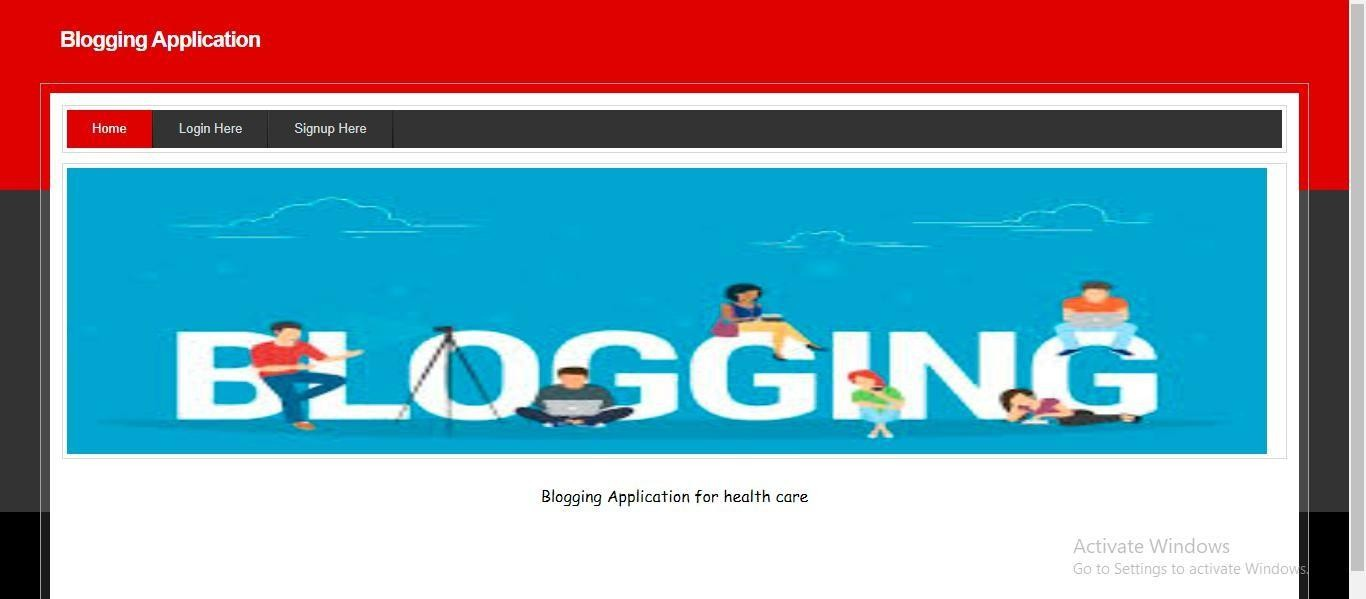 Blogging Application
Home Login Here Signup Here
BLOGGING
Blogging Application for health care
Activate Windows
Go to Settings to activate Windows.